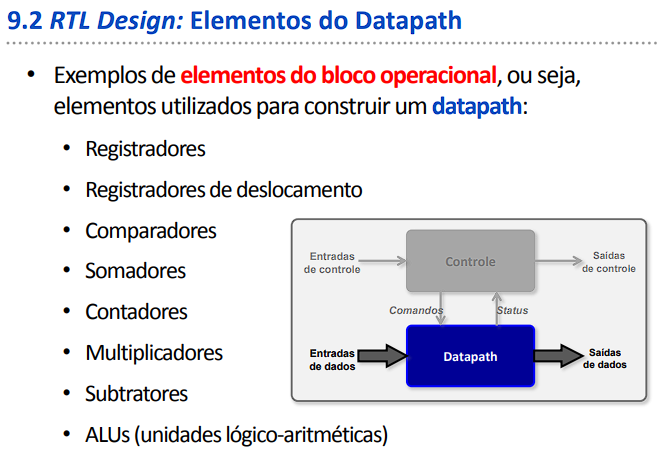 9.2 RTL Design: Elementos do Datapath
• Exemplos de elementos do bloco operacional, ou seja,
elementos utilizados para construir um datapath:
• Registradores
• Registradores de deslocamento
• Comparadores
• Somadores
• Contadores
• Multiplicadores
• Subtratores
• ALUs (unidades lógico-aritméticas)
Entradas
de controle
Controle
Saídas
de controle
Comandos
Status
Entradas
de dados
Datapath
Saídas
de dados